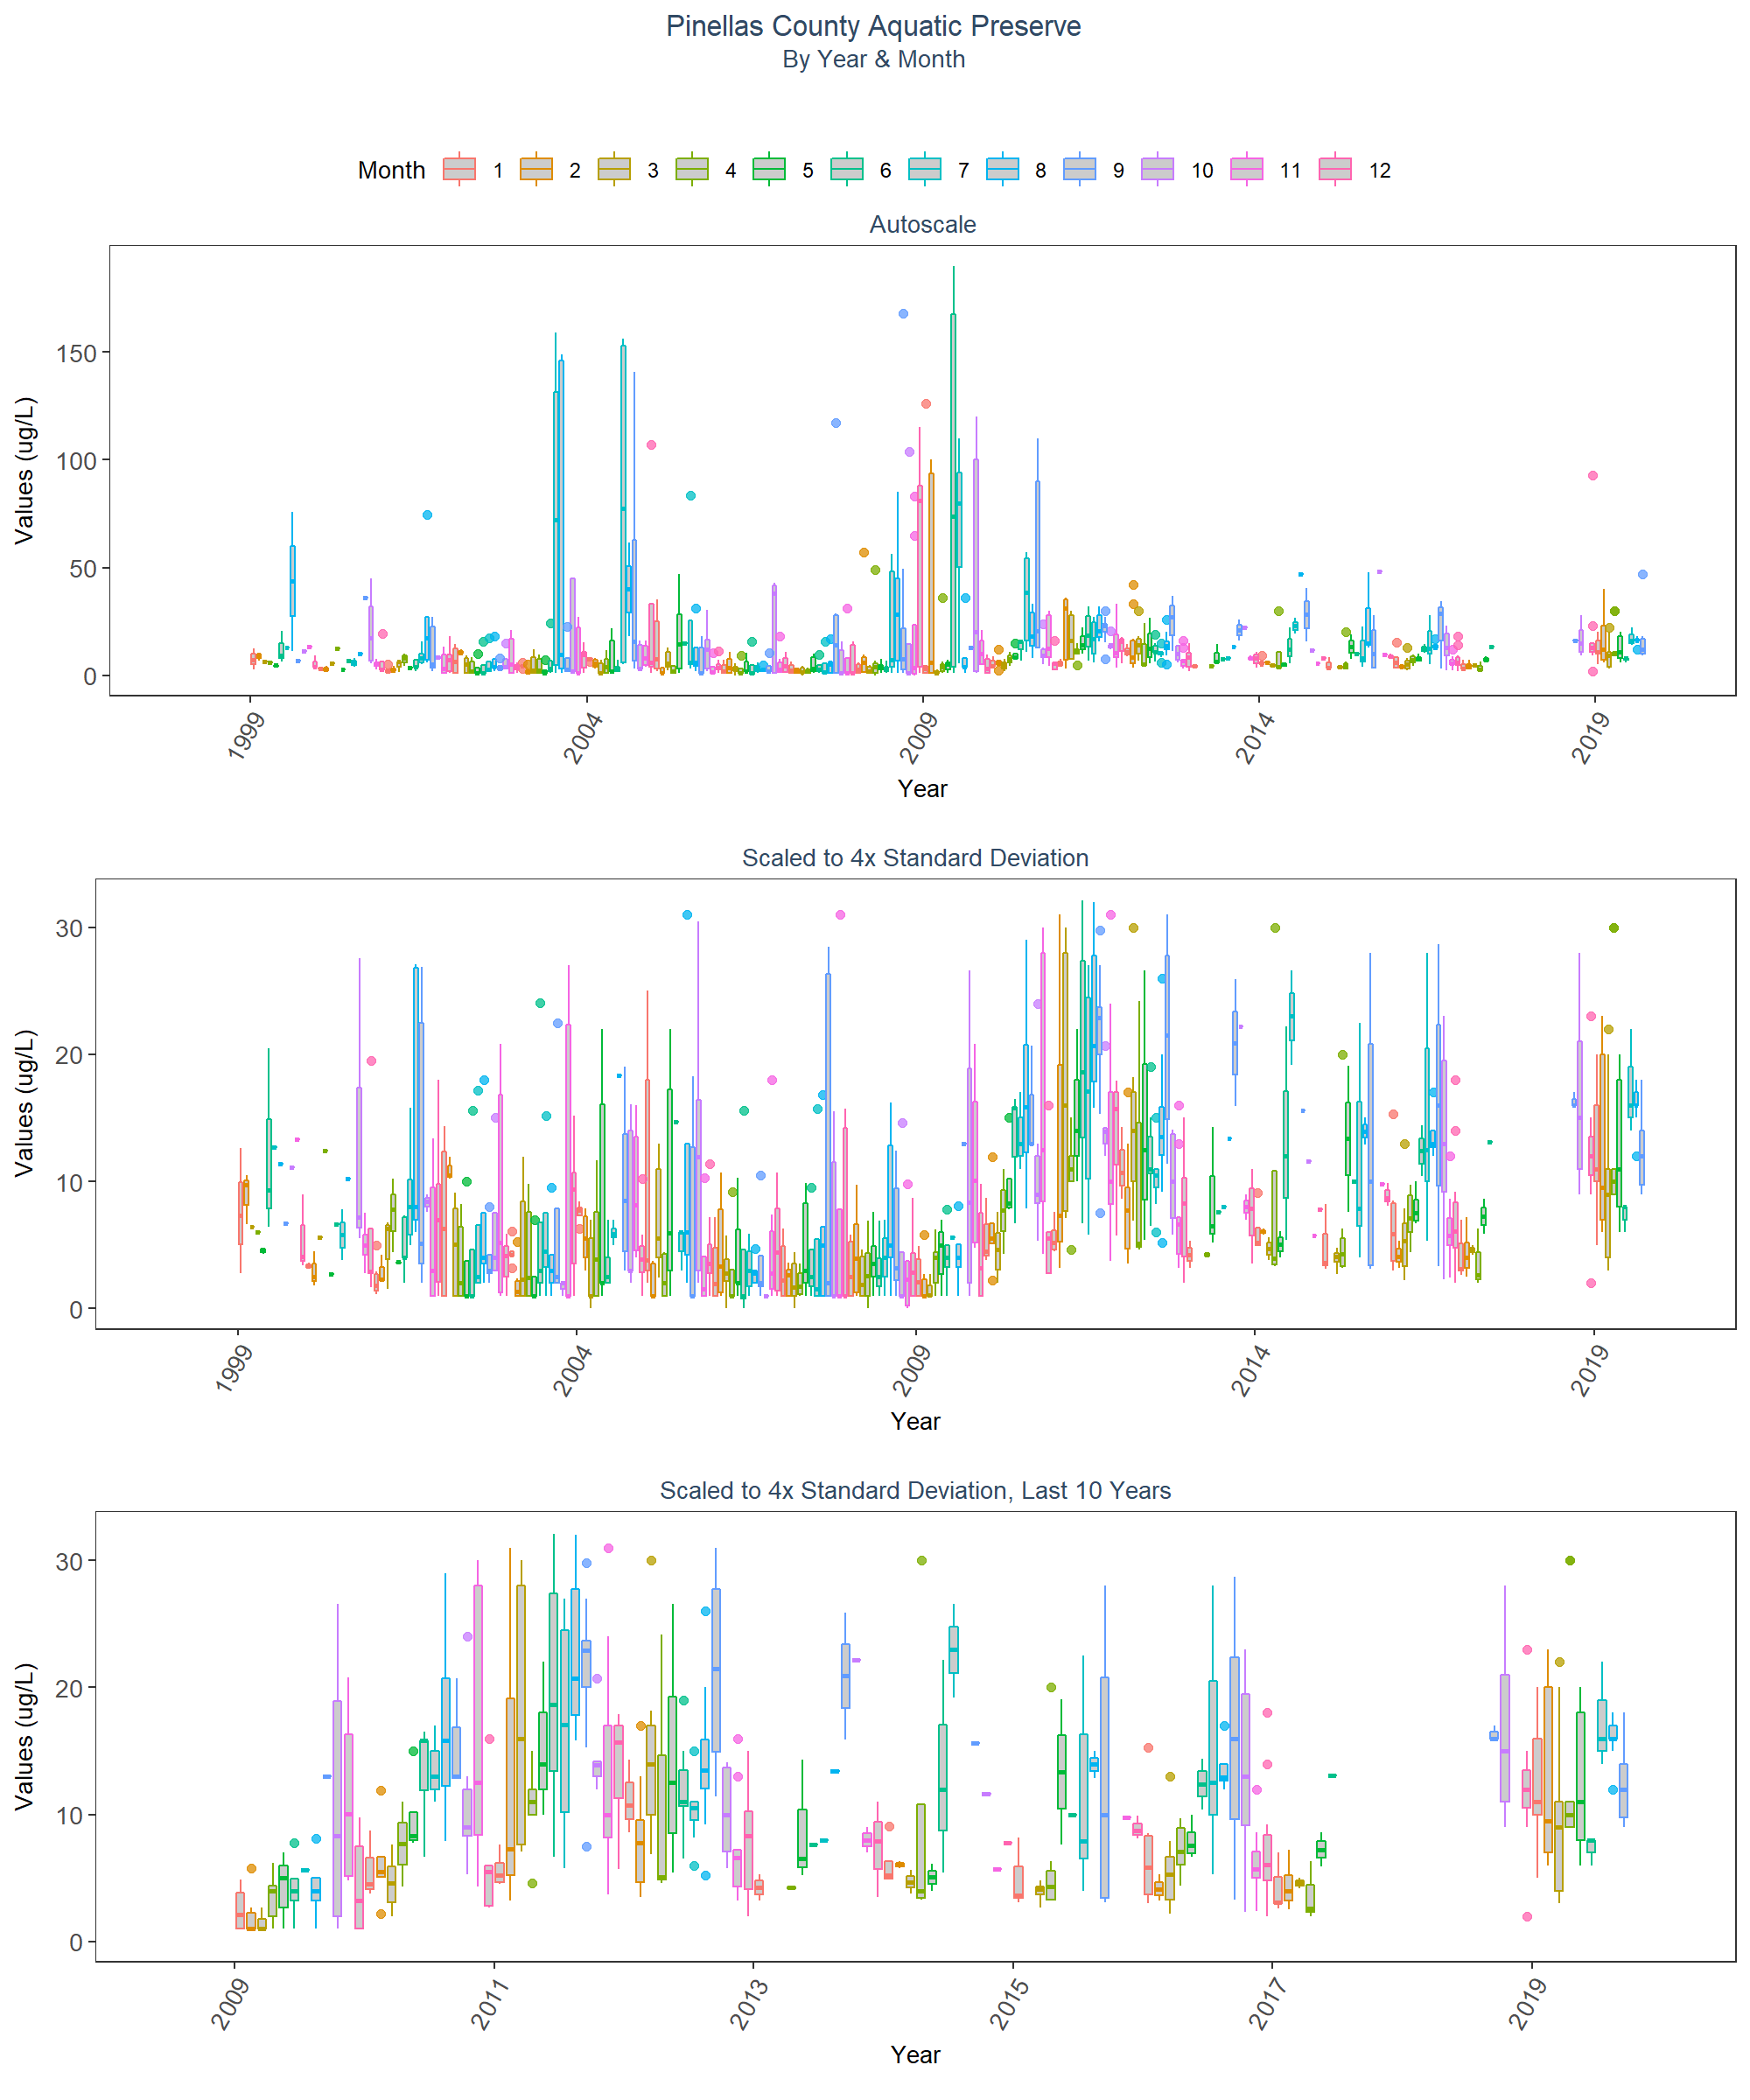 Pinellas County Aquatic Preserve
By Year & Month
Month 1 2 3 4 5 6 7 8 9 10 11 12
Autoscale
Values (ug/L)
150
100
50
0
1999 2004 2009 2014 2019
Year
Scaled to 4x Standard Deviation
Values (ug/L)
30
20
10
0
1999 2004 2009 2014 2019
Year
Scaled to 4x Standard Deviation, Last 10 Years
Values (ug/L)
30
20
10
0
2009 2011 2013 2015 2017 2019
Year